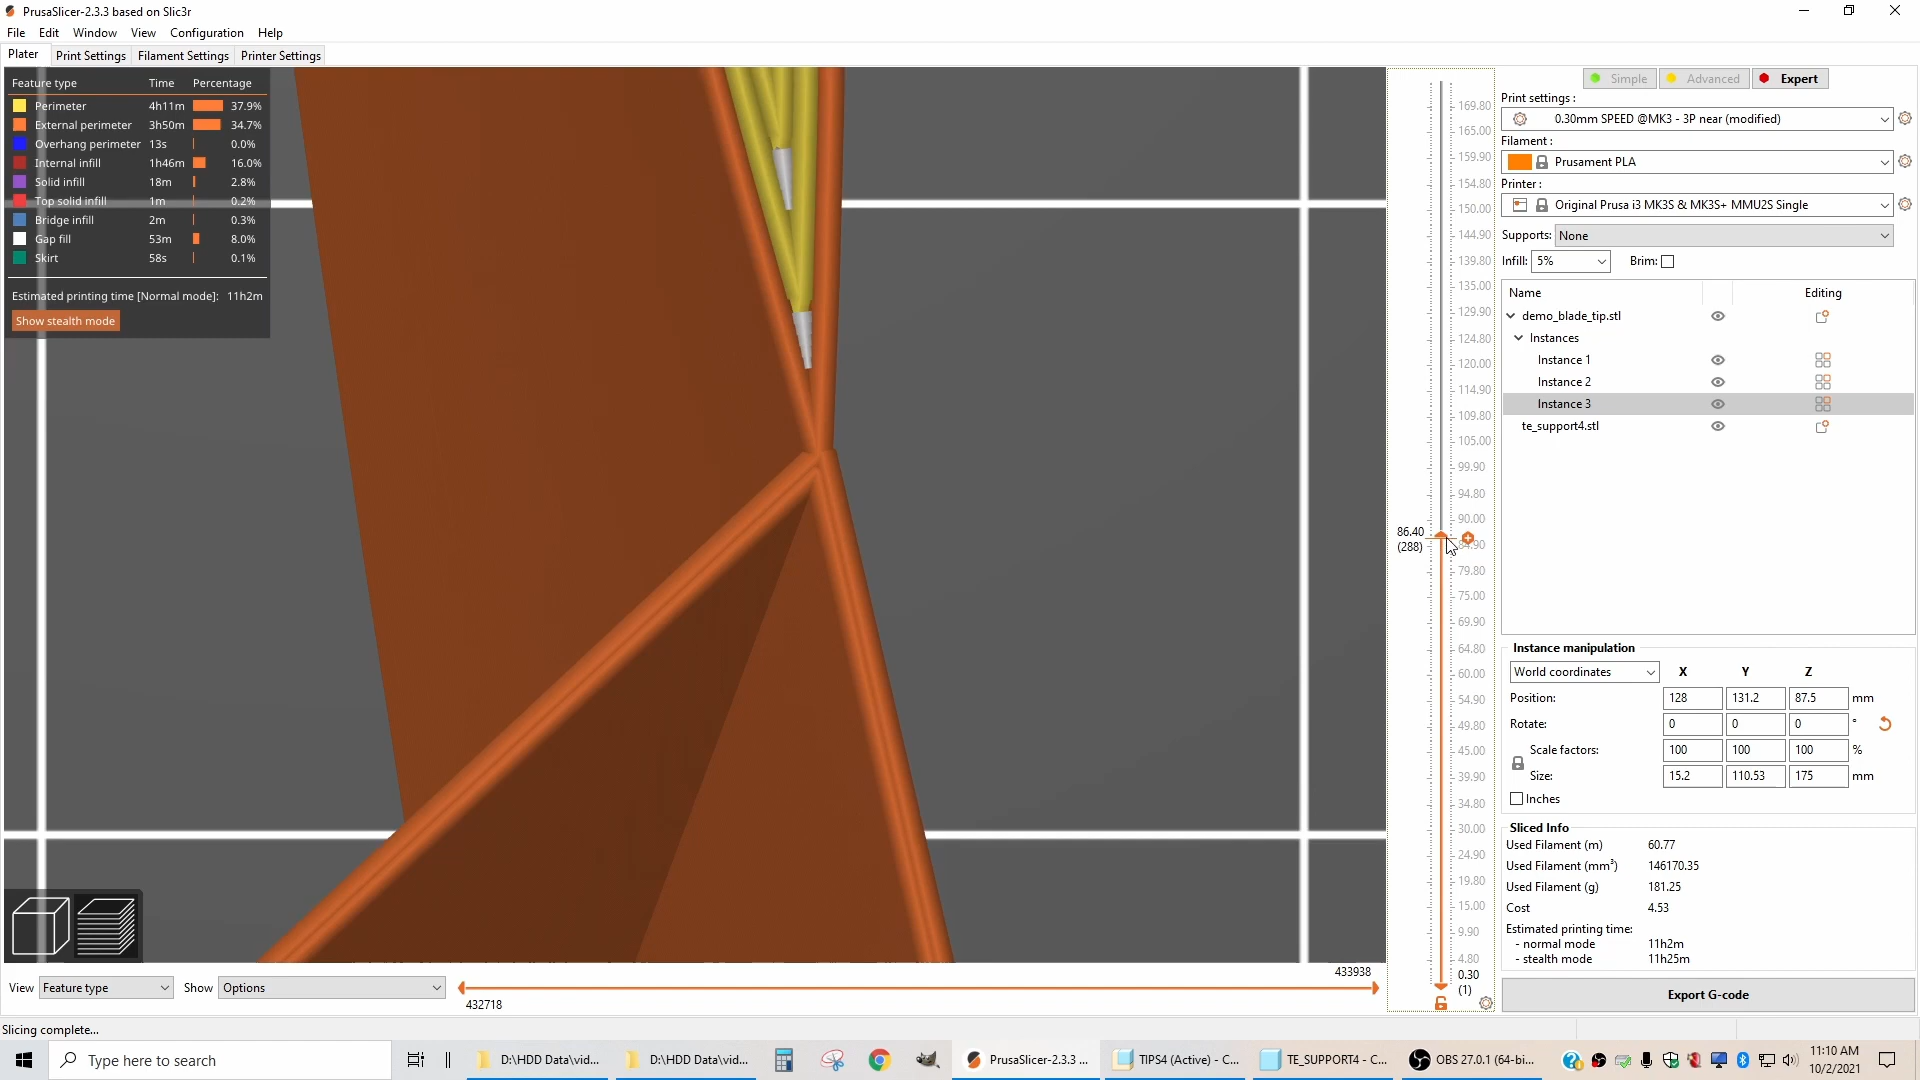 PrusaSlicer-2.3.3 based on Slic3r
File Edit Window View Configuration Help
Plater Print Settings Filament Settings Printer Settings
Feature type Time Percentage
Perimeter 4h11m 37.9%
External perimeter 3h50m 34.7%
Overhang perimeter 13s 0.0%
Internal infill 1h46m 16.0%
Solid infill 18m 2.8%
Top solid infill 1m 0.2%
Bridge infill 2m 0.3%
Gap fill 53m 8.0%
Skirt 58s 0.1%
Estimated printing time [Normal mode]: 11h2m
Show stealth mode
169.80
165.00
159.90
154.80
150.00
144.90
139.80
135.00
129.90
124.80
120.00
114.90
109.80
105.00
99.90
94.80
90.00
86.40
(288)
84.90
79.80
75.00
69.90
64.80
60.00
54.90
49.80
45.00
39.90
34.80
30.00
24.90
19.80
15.00
9.90
4.80
0.30
(1)
Simple Advanced Expert
Print settings :
0.30mm SPEED @MK3 - 3P near (modified)
Filament :
Prusament PLA
Printer :
Original Prusa i3 MK3S & MK3S+ MMU2S Single
Supports: None
Infill: 5% Brim:
Name Editing
demo_blade_tip.stl
Instances
Instance 1
Instance 2
Instance 3
te_support4.stl
Instance manipulation
World coordinates X Y Z
Position: 128 131.2 87.5 mm
Rotate: 0 0 0 °
Scale factors: 100 100 100 %
Size: 15.2 110.53 175 mm
Inches
Sliced Info
Used Filament (m) 60.77
Used Filament (mm³) 146170.35
Used Filament (g) 181.25
Cost 4.53
Estimated printing time:
- normal mode 11h2m
- stealth mode 11h25m
Export G-code
View Feature type Show Options
433938
432718
Slicing complete...
Type here to search
D:\HDD Data\vid...
D:\HDD Data\vid...
PrusaSlicer-2.3.3 ...
TIPS4 (Active) - C...
TE_SUPPORT4 - C...
OBS 27.0.1 (64-bi...
11:10 AM
10/2/2021